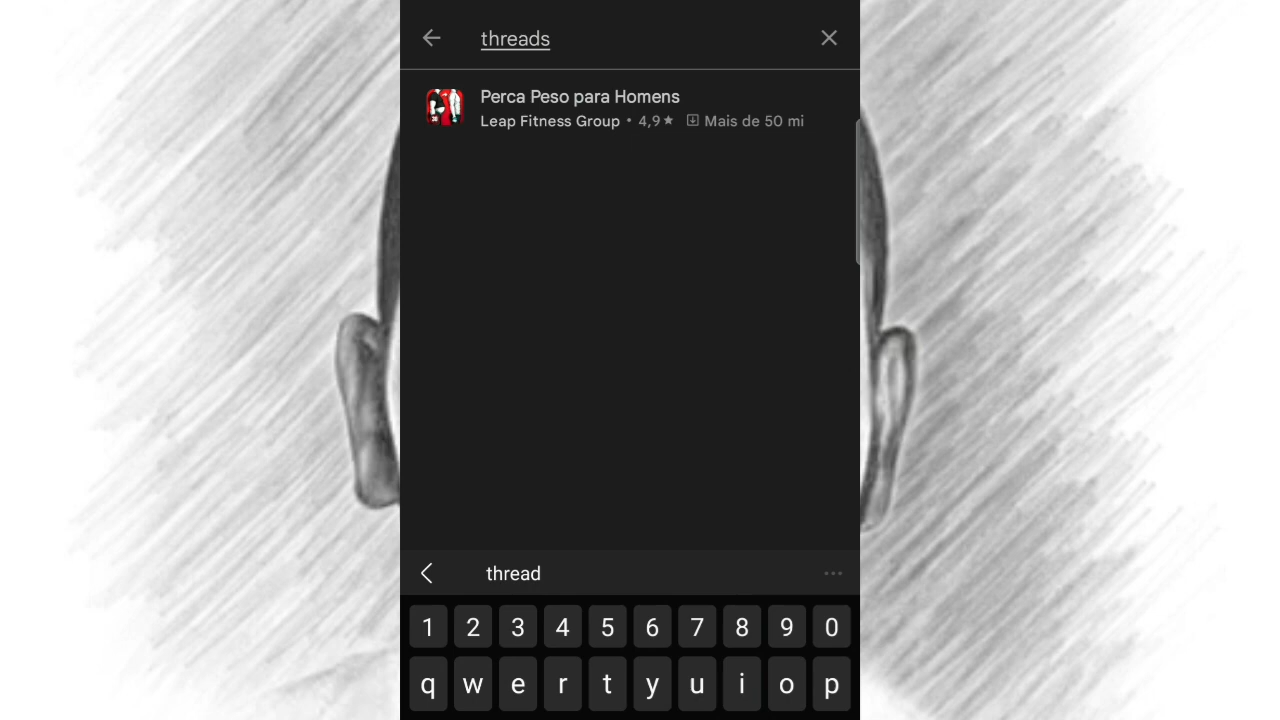 threads
Perca Peso para Homens
Leap Fitness Group • 4,9★ Mais de 50 mi
thread ...
1 2 3 4 5 6 7 8 9 0
q w e r t y u i o p